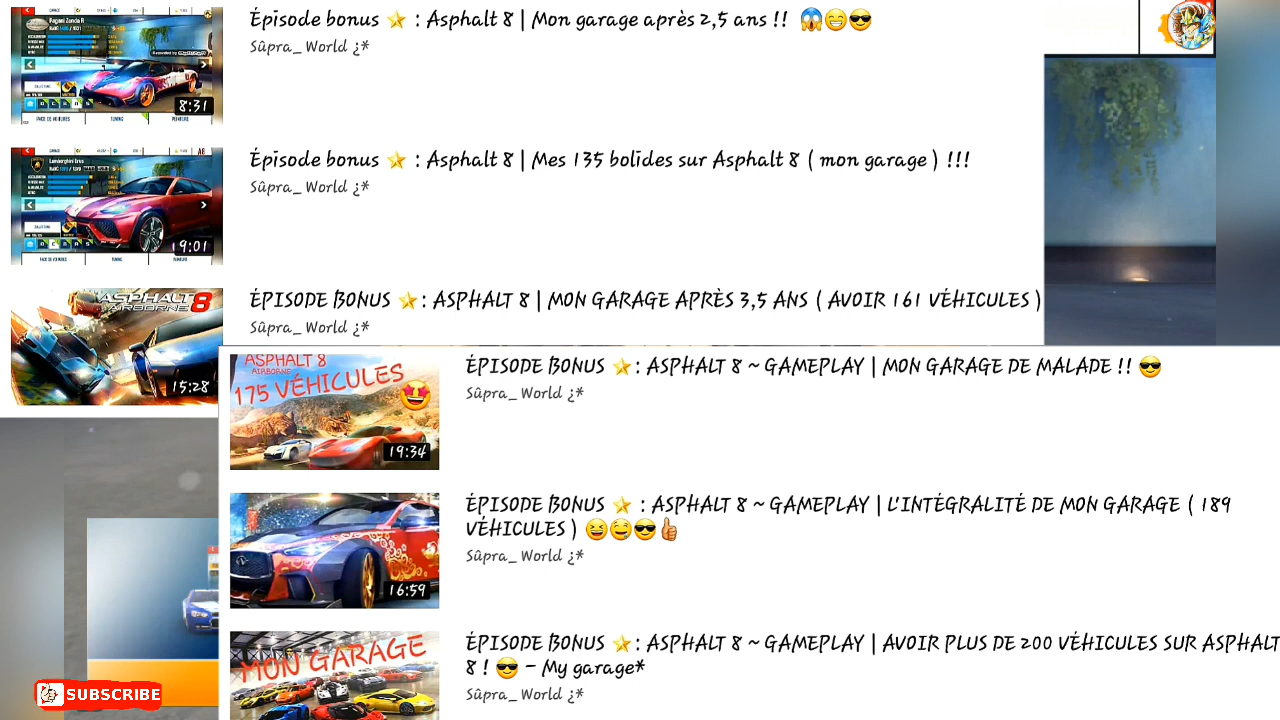 Épisode bonus ⭐ : Asphalt 8 | Mon garage après 2,5 ans !! 😱😁😎
Sûpra_World ¿*
8:31
Épisode bonus ⭐ : Asphalt 8 | Mes 135 bolides sur Asphalt 8 ( mon garage ) !!!
Sûpra_World ¿*
9:01
ÉPISODE BONUS ⭐: ASPHALT 8 | MON GARAGE APRÈS 3,5 ANS ( AVOIR 161 VÉHICULES )
Sûpra_World ¿*
ASPHALT 8
AIRBORNE
15:28
ÉPISODE BONUS ⭐: ASPHALT 8 ~ GAMEPLAY | MON GARAGE DE MALADE !! 😎
Sûpra_World ¿*
ASPHALT 8
AIRBORNE
175 VÉHICULES
19:34
ÉPISODE BONUS ⭐ : ASPHALT 8 ~ GAMEPLAY | L'INTÉGRALITÉ DE MON GARAGE ( 189
VÉHICULES ) 😆🤤😎👍
Sûpra_World ¿*
16:59
ÉPISODE BONUS ⭐: ASPHALT 8 ~ GAMEPLAY | AVOIR PLUS DE 200 VÉHICULES SUR ASPHALT
8 ! 😎 - My garage*
Sûpra_World ¿*
MON GARAGE
SUBSCRIBE